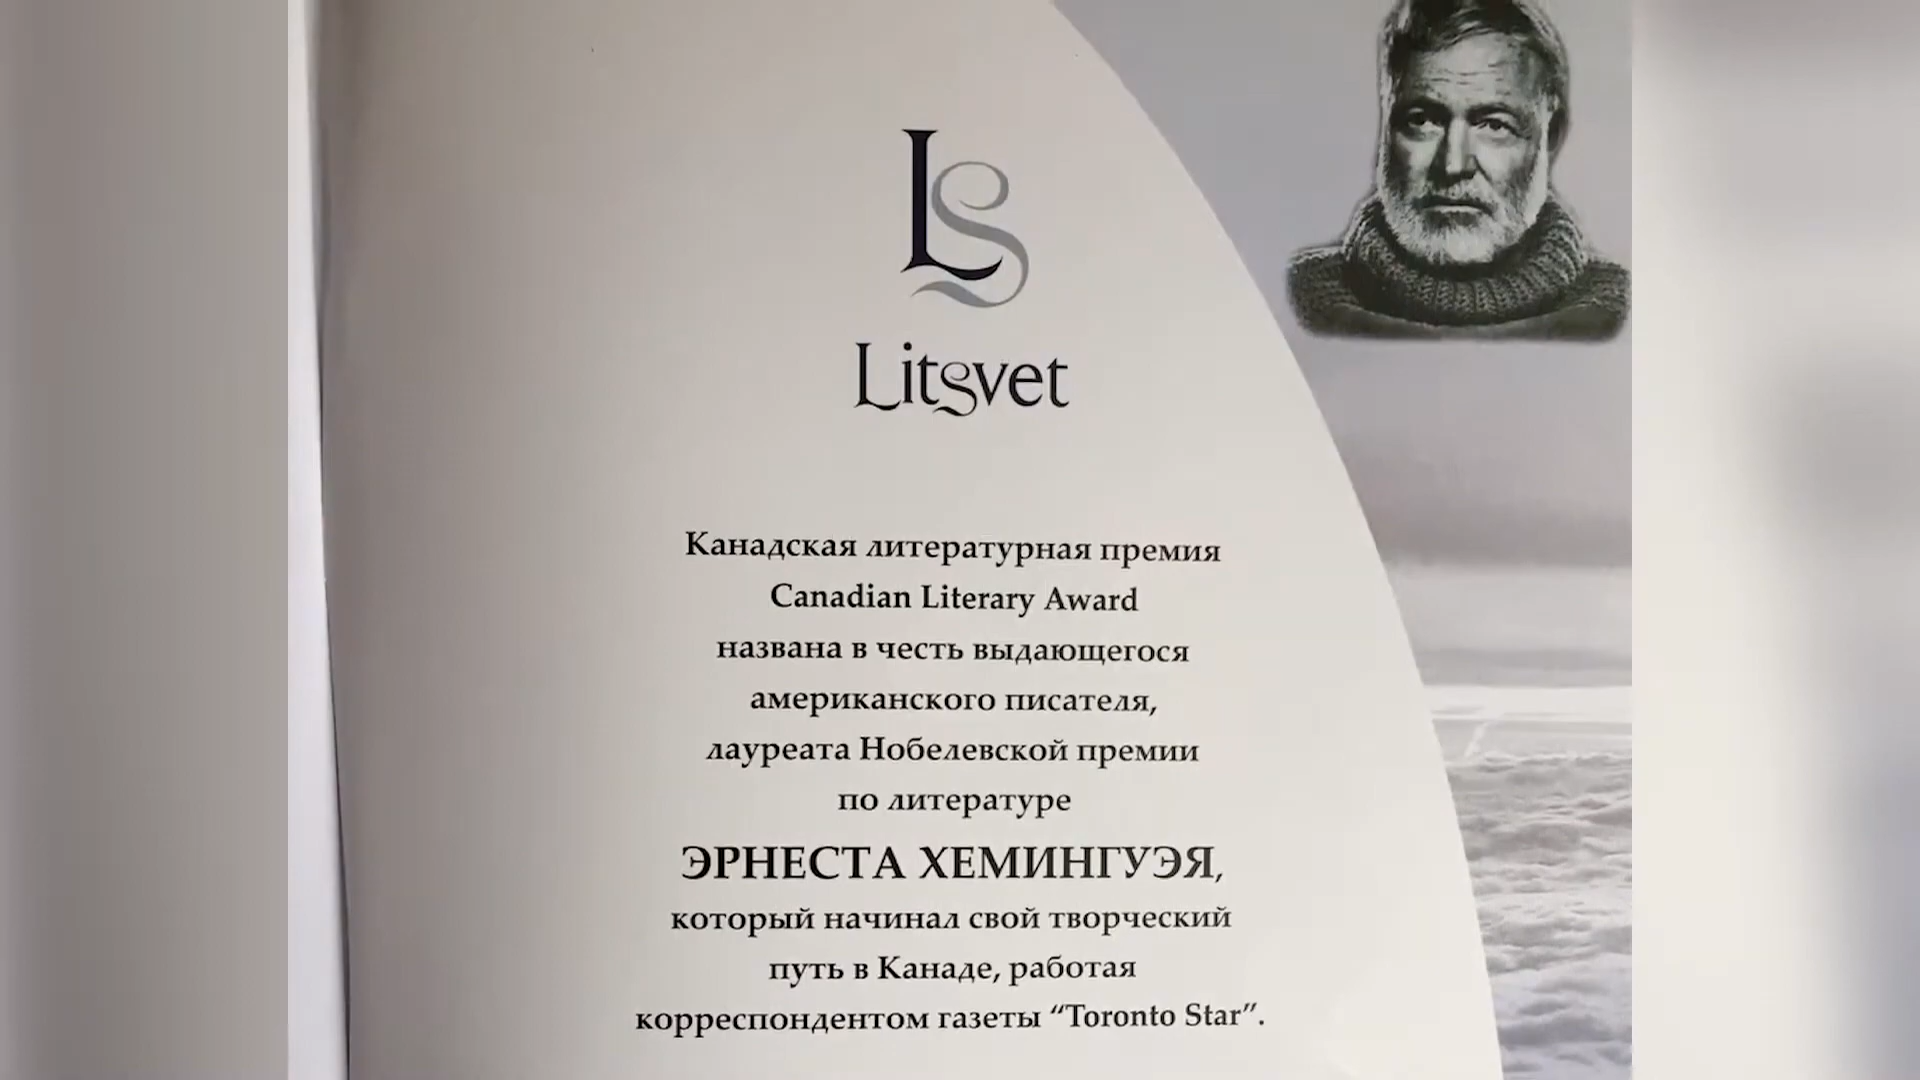 LS
Litsvet
Канадская литературная премия
Canadian Literary Award
названа в честь выдающегося
американского писателя,
лауреата Нобелевской премии
по литературе
ЭРНЕСТА ХЕМИНГУЭЯ,
который начинал свой творческий
путь в Канаде, работая
корреспондентом газеты “Toronto Star”.